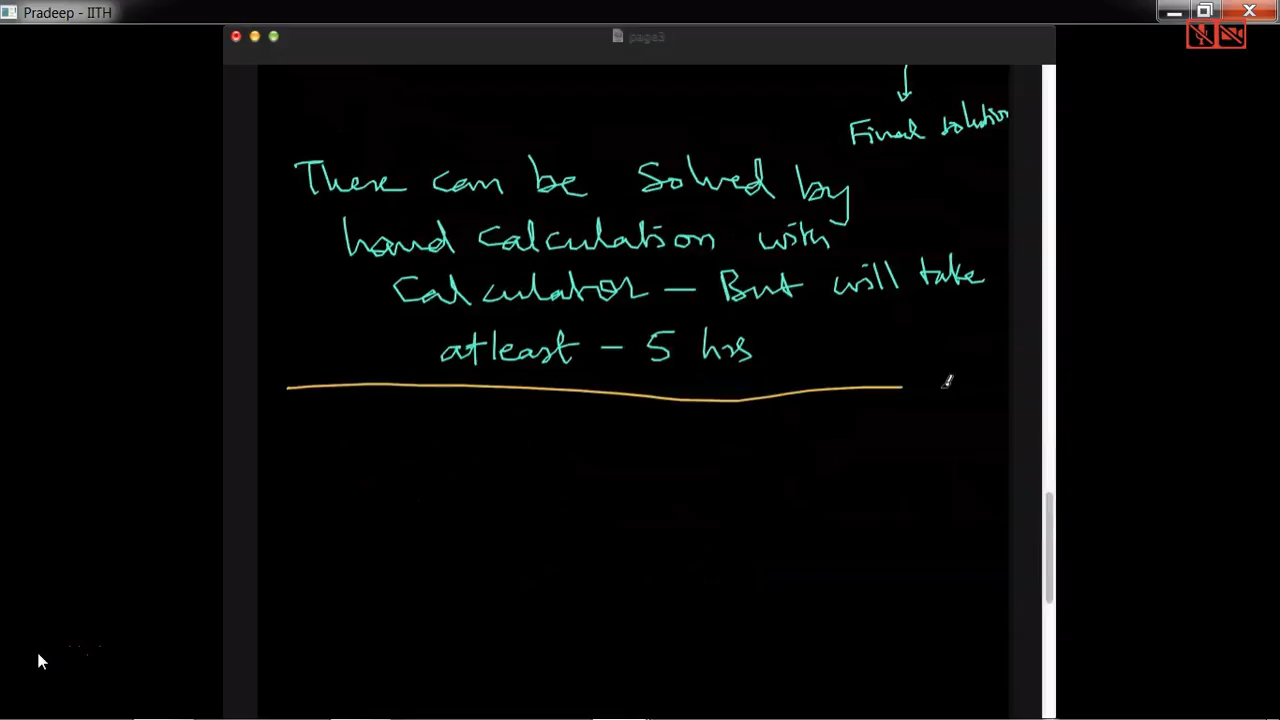 Pradeep - IITH
page3
Final solution
These can be solved by
hand calculation with
Calculator - But will take
atleast - 5 hrs